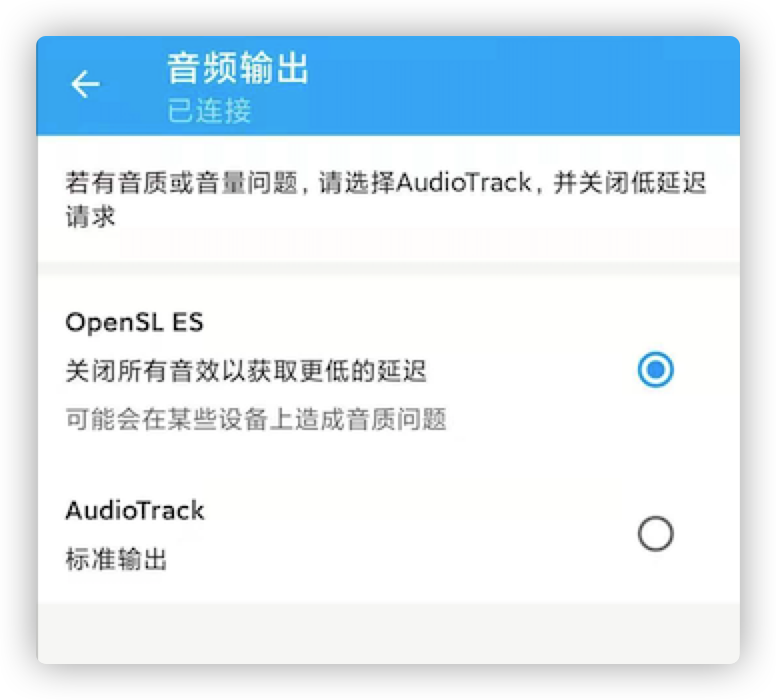 音频输出
已连接
若有音质或音量问题，请选择AudioTrack，并关闭低延迟
请求
OpenSL ES
关闭所有音效以获取更低的延迟
可能会在某些设备上造成音质问题
AudioTrack
标准输出